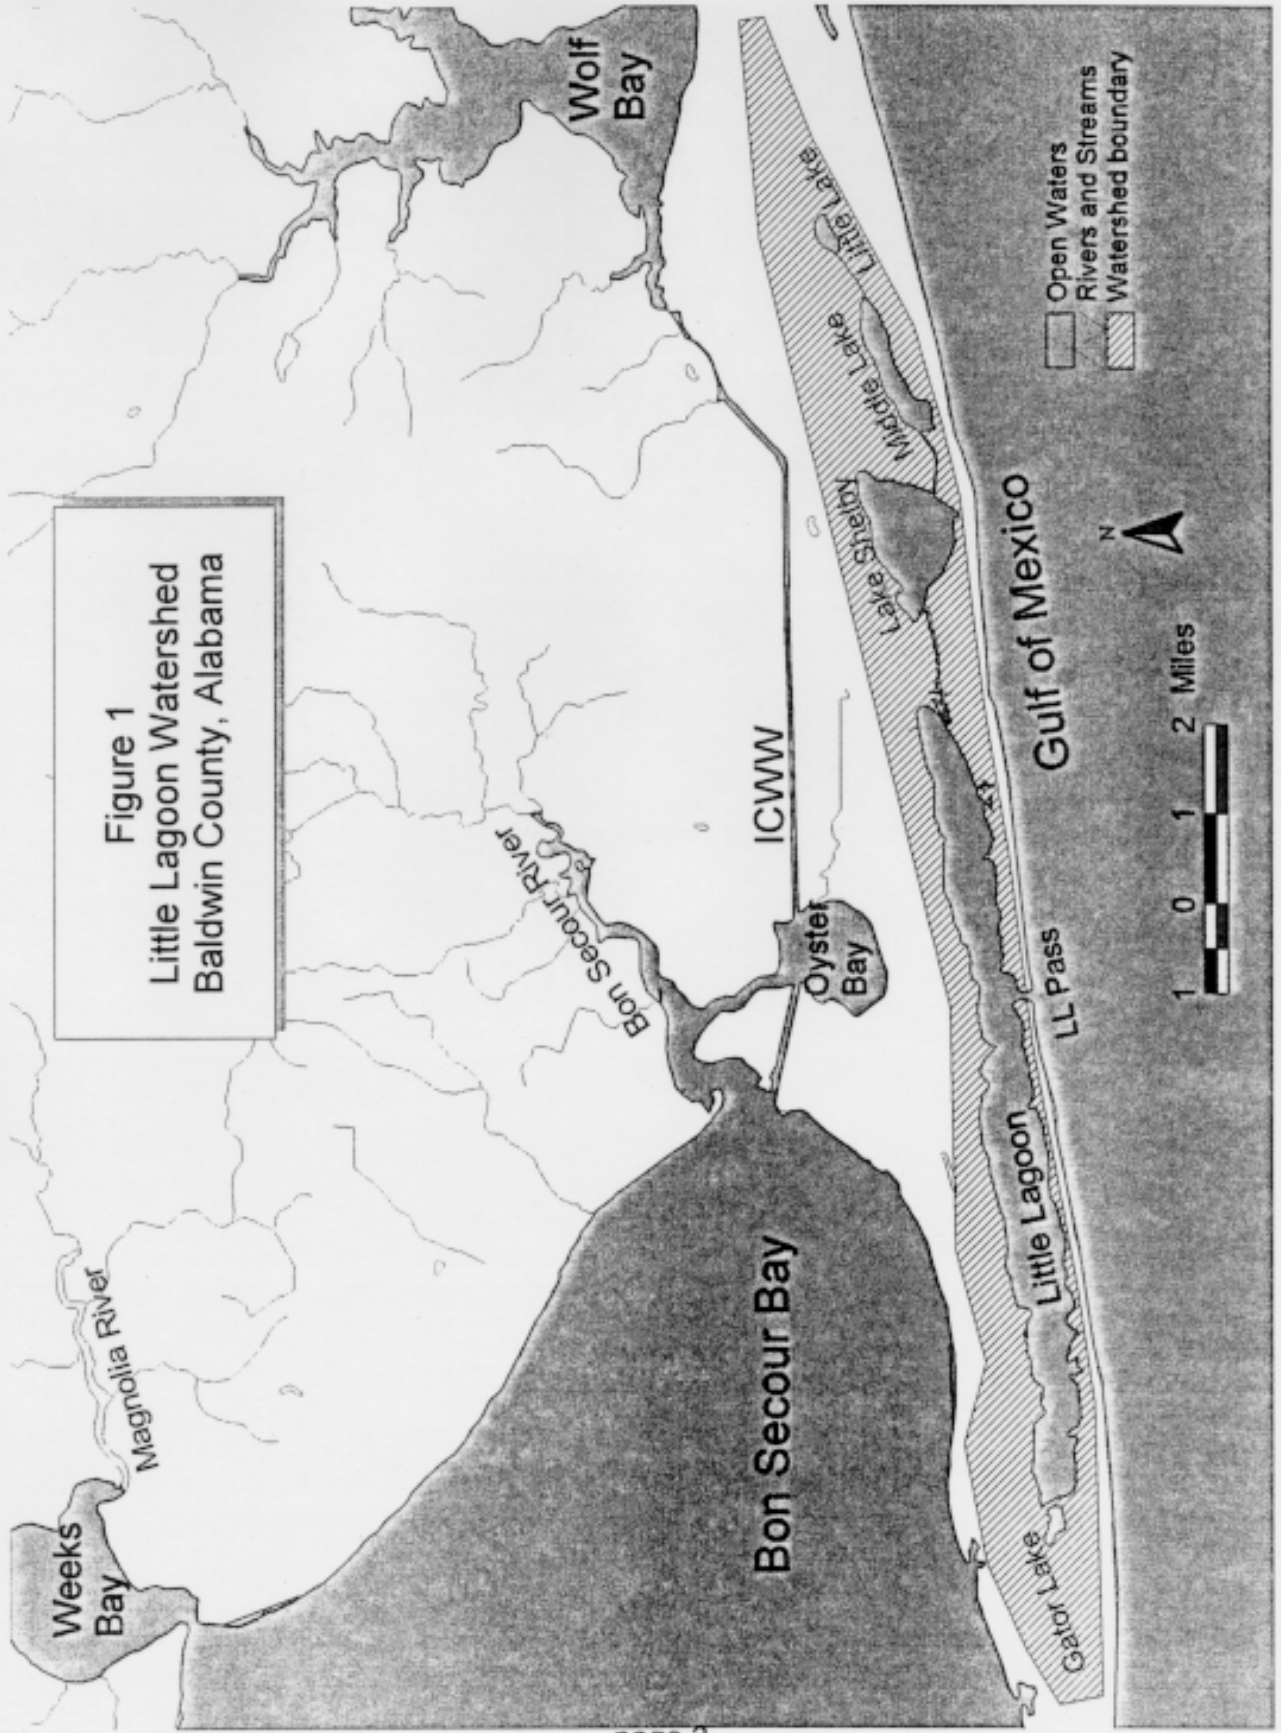 Figure 1
Little Lagoon Watershed
Baldwin County, Alabama
Weeks
Bay
Magnolia River
Wolf
Bay
Bon Secour River
ICWW
Oyster
Bay
Bon Secour Bay
Little Lake
Middle Lake
Lake Shelby
Little Lagoon
Gator Lake
LL Pass
Gulf of Mexico
N
1 0 1 2 Miles
Open Waters
Rivers and Streams
Watershed boundary